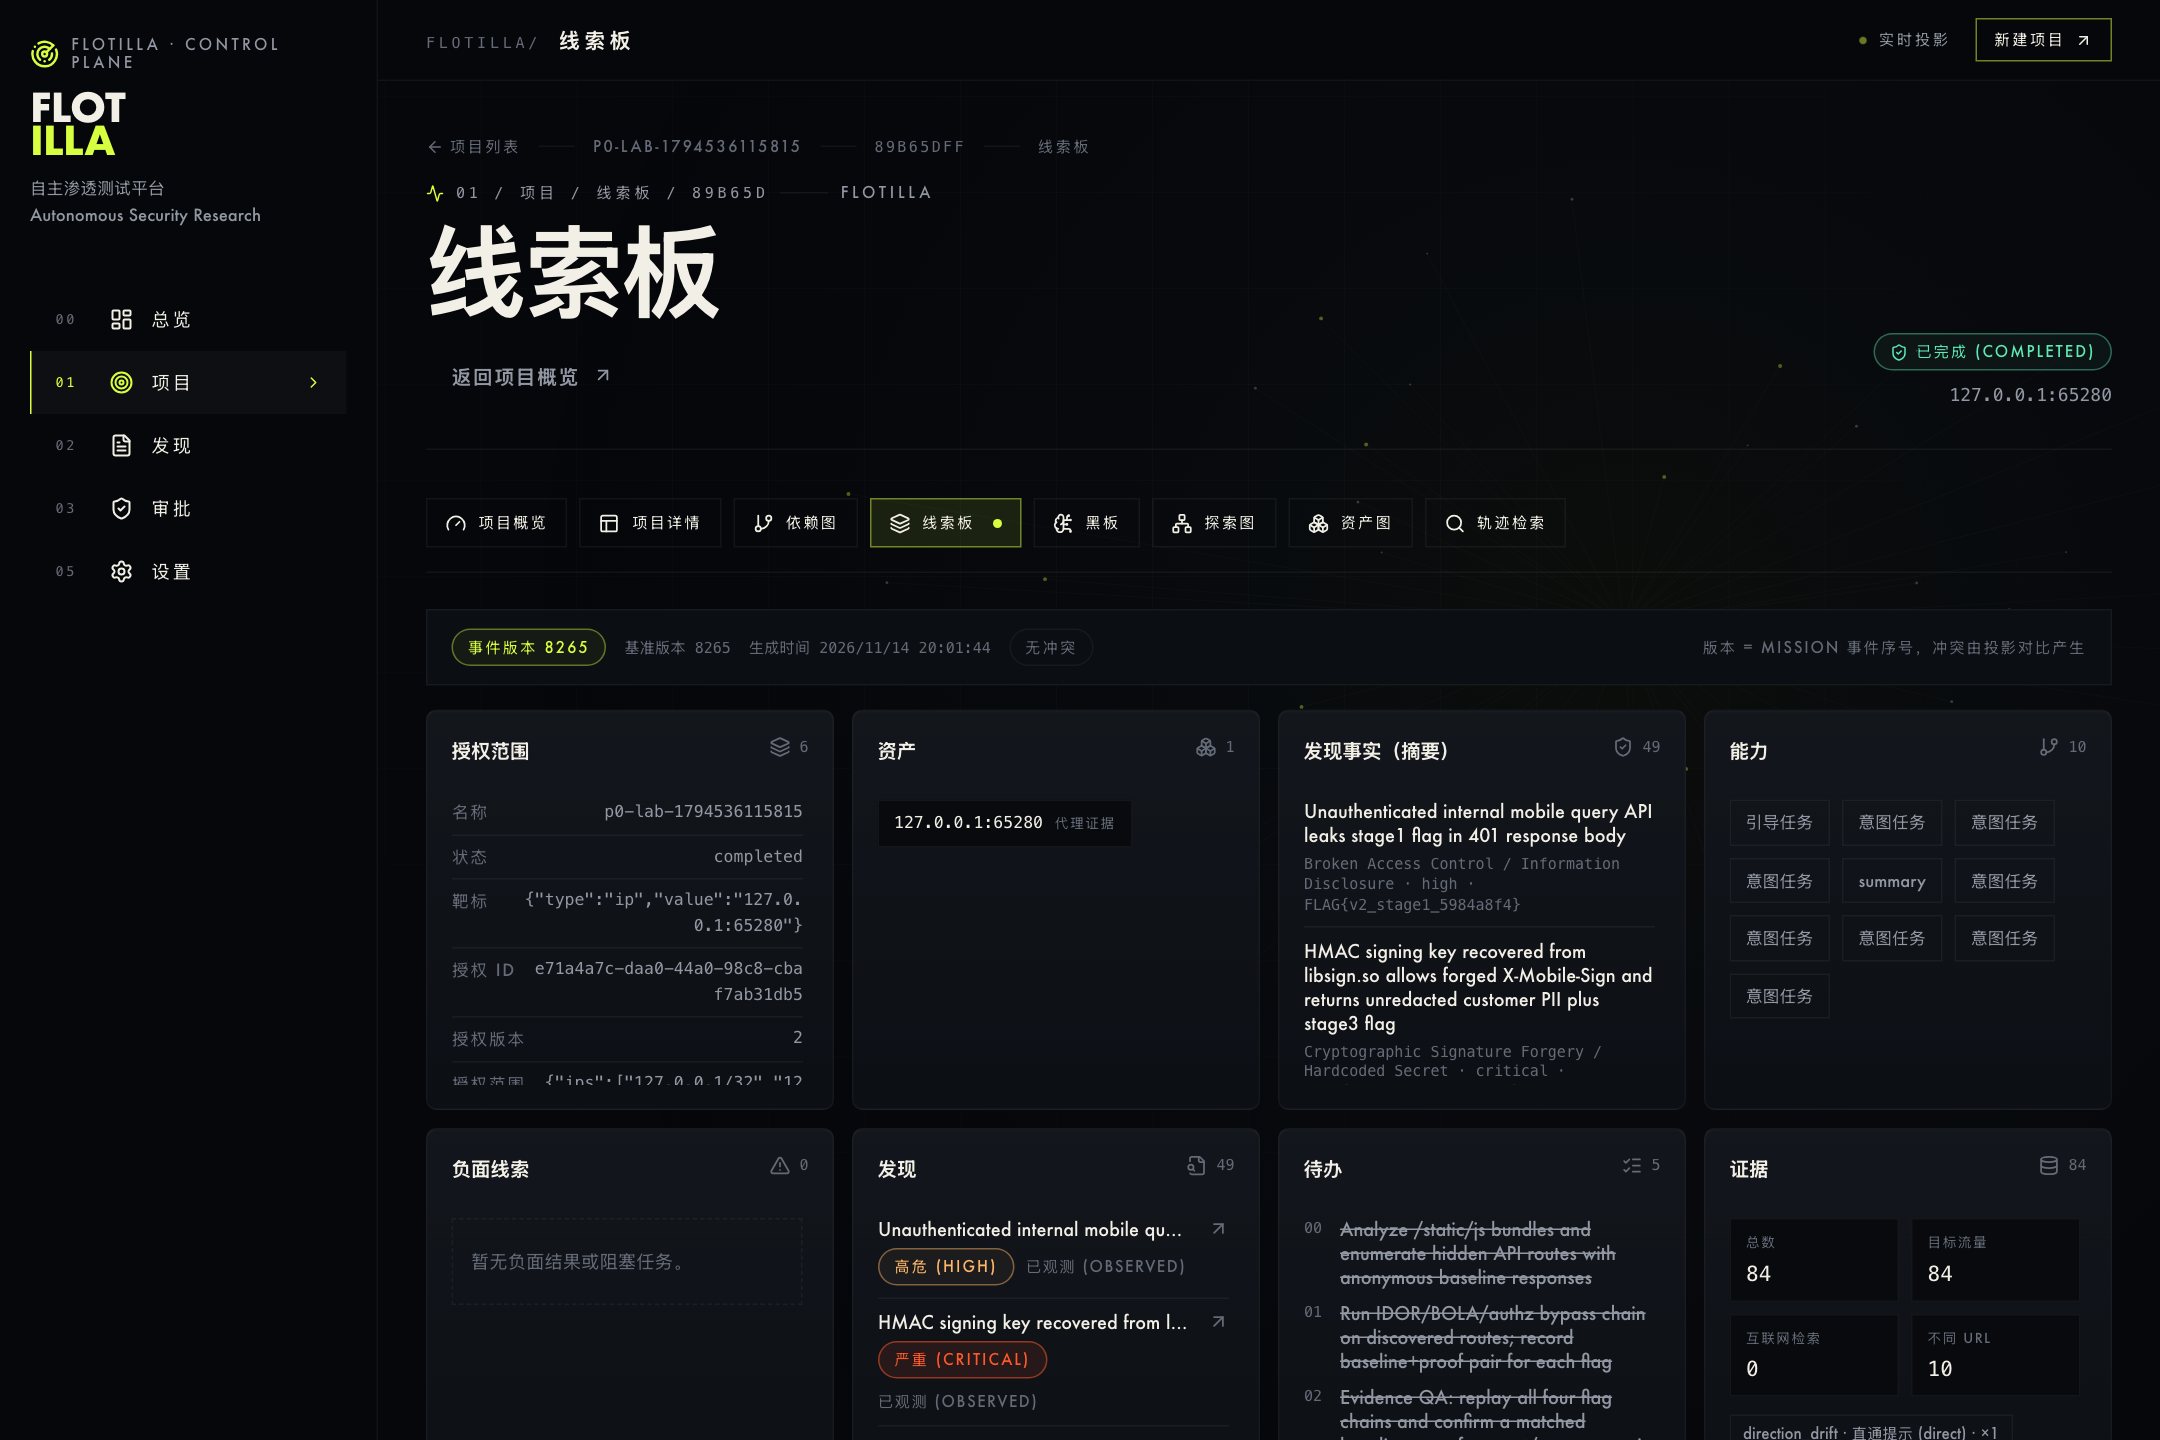 FLOTILLA · CONTROL
PLANE
FLOT
ILLA
自主渗透测试平台
Autonomous Security Research
00 总览
01 项目
02 发现
03 审批
05 设置
FLOTILLA/ 线索板
实时投影
新建项目
项目列表 P0-LAB-1794536115815 89B65DFF 线索板
01 / 项目 / 线索板 / 89B65D FLOTILLA
线索板
返回项目概览
已完成 (COMPLETED)
127.0.0.1:65280
项目概览 项目详情 依赖图 线索板 黑板 探索图 资产图 轨迹检索
事件版本 8265 基准版本 8265 生成时间 2026/11/14 20:01:44 无冲突
版本 = MISSION 事件序号，冲突由投影对比产生
授权范围 6
名称 p0-lab-1794536115815
状态 completed
靶标 {"type":"ip","value":"127.0.
0.1:65280"}
授权 ID e71a4a7c-daa0-44a0-98c8-cba
f7ab31db5
授权版本 2
授权范围 {"ips":["127.0.0.1/32","12
资产 1
127.0.0.1:65280 代理证据
发现事实（摘要） 49
Unauthenticated internal mobile query API
leaks stage1 flag in 401 response body
Broken Access Control / Information
Disclosure · high ·
FLAG{v2_stage1_5984a8f4}
HMAC signing key recovered from
libsign.so allows forged X-Mobile-Sign and
returns unredacted customer PII plus
stage3 flag
Cryptographic Signature Forgery /
Hardcoded Secret · critical ·
能力 10
引导任务 意图任务 意图任务
意图任务 summary 意图任务
意图任务 意图任务 意图任务
意图任务
负面线索 0
暂无负面结果或阻塞任务。
发现 49
Unauthenticated internal mobile qu...
高危 (HIGH) 已观测 (OBSERVED)
HMAC signing key recovered from l...
严重 (CRITICAL)
已观测 (OBSERVED)
待办 5
00 Analyze /static/js bundles and
enumerate hidden API routes with
anonymous baseline responses
01 Run IDOR/BOLA/authz bypass chain
on discovered routes; record
baseline+proof pair for each flag
02 Evidence QA: replay all four flag
chains and confirm a matched
证据 84
总数
84
目标流量
84
互联网检索
0
不同 URL
10
direction_drift · 直通提示 (direct) · ×1